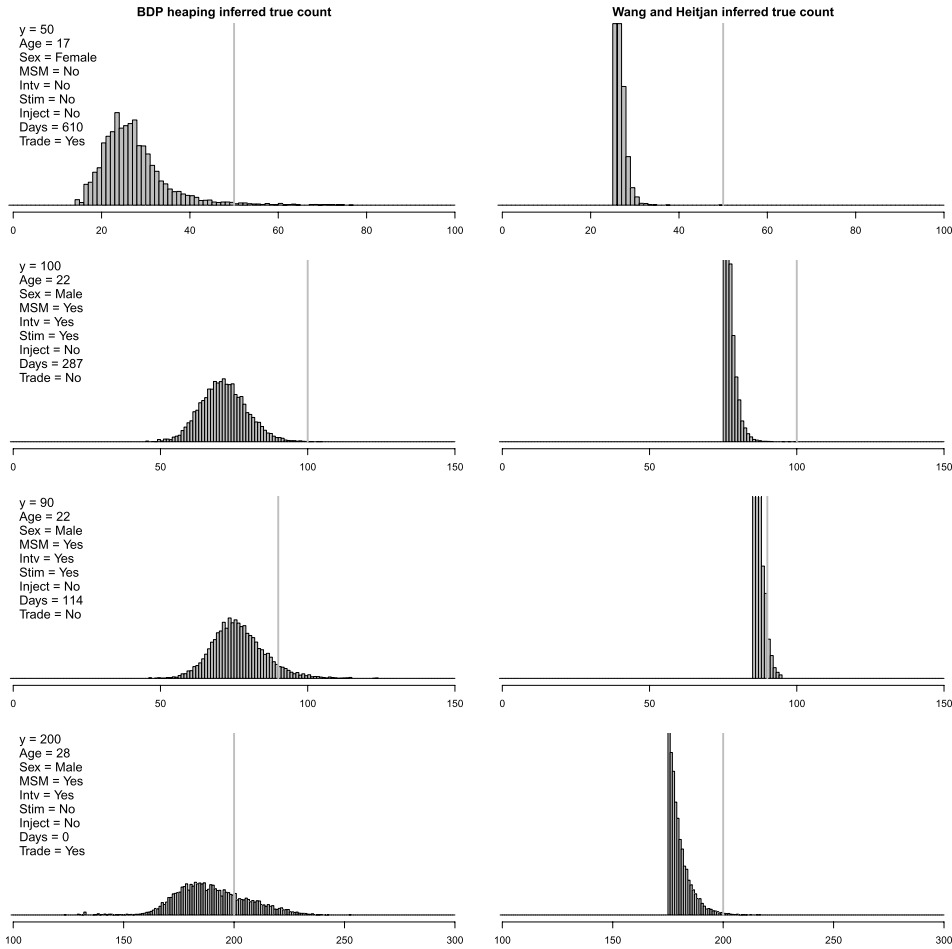 BDP heaping inferred true count
Wang and Heitjan inferred true count
y = 50
Age = 17
Sex = Female
MSM = No
Intv = No
Stim = No
Inject = No
Days = 610
Trade = Yes
0 20 40 60 80 100
0 20 40 60 80 100
y = 100
Age = 22
Sex = Male
MSM = Yes
Intv = Yes
Stim = Yes
Inject = No
Days = 287
Trade = No
0 50 100 150
0 50 100 150
y = 90
Age = 22
Sex = Male
MSM = Yes
Intv = Yes
Stim = Yes
Inject = No
Days = 114
Trade = No
0 50 100 150
0 50 100 150
y = 200
Age = 28
Sex = Male
MSM = Yes
Intv = Yes
Stim = No
Inject = No
Days = 0
Trade = Yes
100 150 200 250 300
100 150 200 250 300